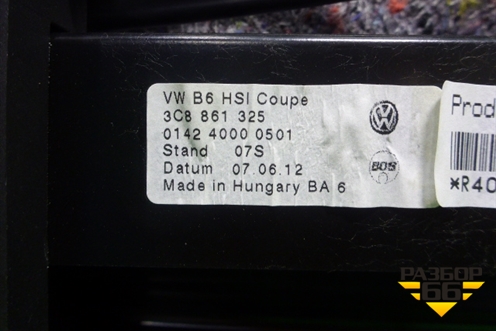 VW B6 HSI Coupe
3C8 861 325
0142 4000 0501
Stand 07S
Datum 07.06.12
Made in Hungary BA 6
BOS
Prod
*R40
РАЗБОР
66